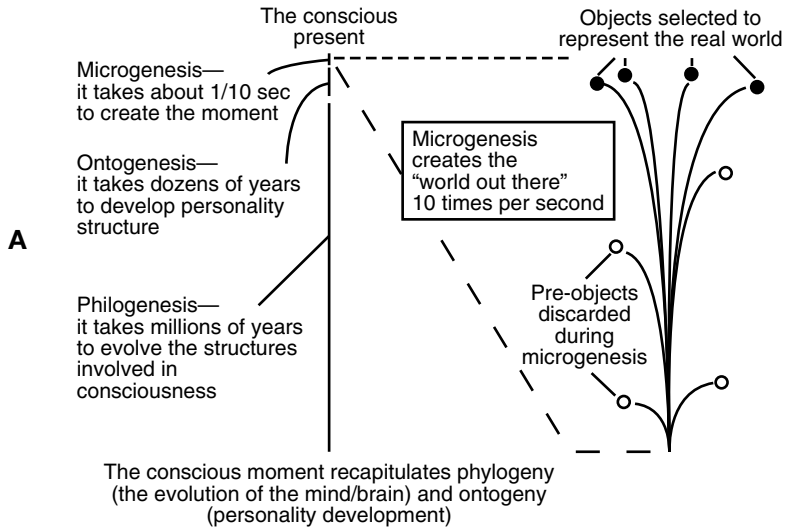 The conscious
present
Objects selected to
represent the real world
Microgenesis—
it takes about 1/10 sec
to create the moment
Ontogenesis—
it takes dozens of years
to develop personality
structure
Microgenesis
creates the
“world out there”
10 times per second
A
Philogenesis—
it takes millions of years
to evolve the structures
involved in
consciousness
Pre-objects
discarded
during
microgenesis
The conscious moment recapitulates phylogeny
(the evolution of the mind/brain) and ontogeny
(personality development)